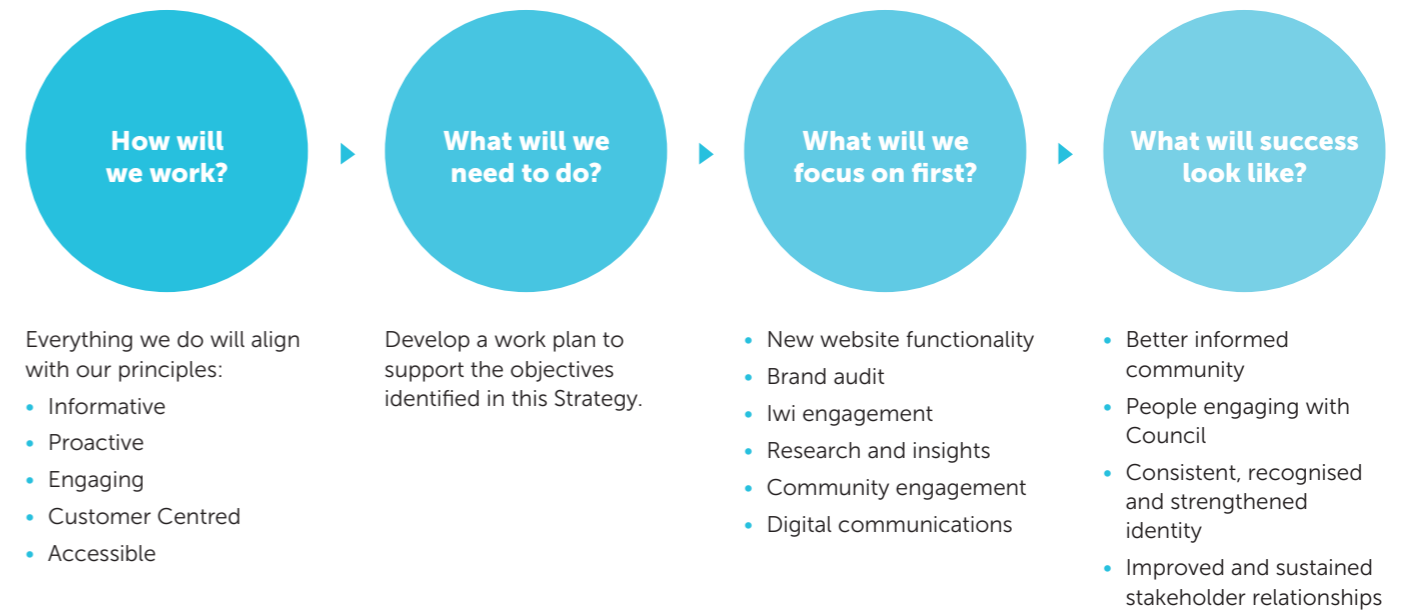 How will
we work?
What will we
need to do?
What will we
focus on first?
What will success
look like?
Everything we do will align
with our principles:
• Informative
• Proactive
• Engaging
• Customer Centred
• Accessible
Develop a work plan to
support the objectives
identified in this Strategy.
• New website functionality
• Brand audit
• Iwi engagement
• Research and insights
• Community engagement
• Digital communications
• Better informed
community
• People engaging with
Council
• Consistent, recognised
and strengthened
identity
• Improved and sustained
stakeholder relationships